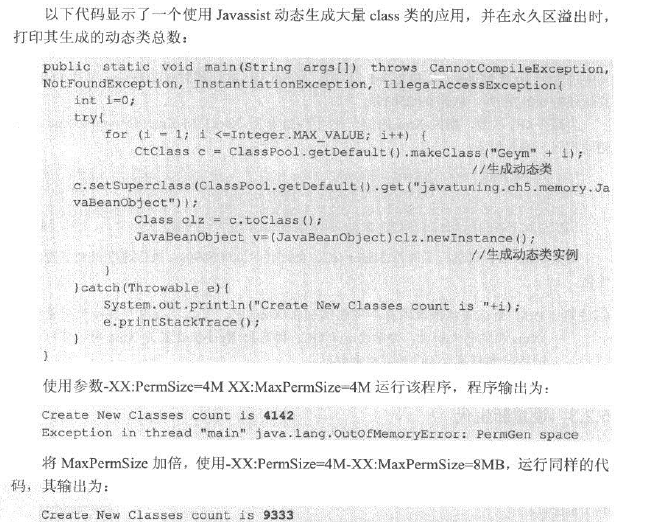 以下代码显示了一个使用 Javassist 动态生成大量 class 类的应用，并在永久区溢出时，
打印其生成的动态类总数：
public static void main(String args[]) throws CannotCompileException,
NotFoundException, InstantiationException, IllegalAccessException{
int i=0;
try{
for (i = 1; i <=Integer.MAX_VALUE; i++) {
CtClass c = ClassPool.getDefault().makeClass("Geym" + i);
//生成动态类
c.setSuperclass(ClassPool.getDefault().get("javatuning.ch5.memory.Ja
vaBeanObject"));
Class clz = c.toClass();
JavaBeanObject v=(JavaBeanObject)clz.newInstance();
//生成动态类实例
}
}catch(Throwable e){
System.out.println("Create New Classes count is "+i);
e.printStackTrace();
}
}
使用参数-XX:PermSize=4M XX:MaxPermSize=4M 运行该程序，程序输出为：
Create New Classes count is 4142
Exception in thread "main" java.lang.OutOfMemoryError: PermGen space
将 MaxPermSize 加倍，使用-XX:PermSize=4M-XX:MaxPermSize=8MB，运行同样的代
码，其输出为：
Create New Classes count is 9333